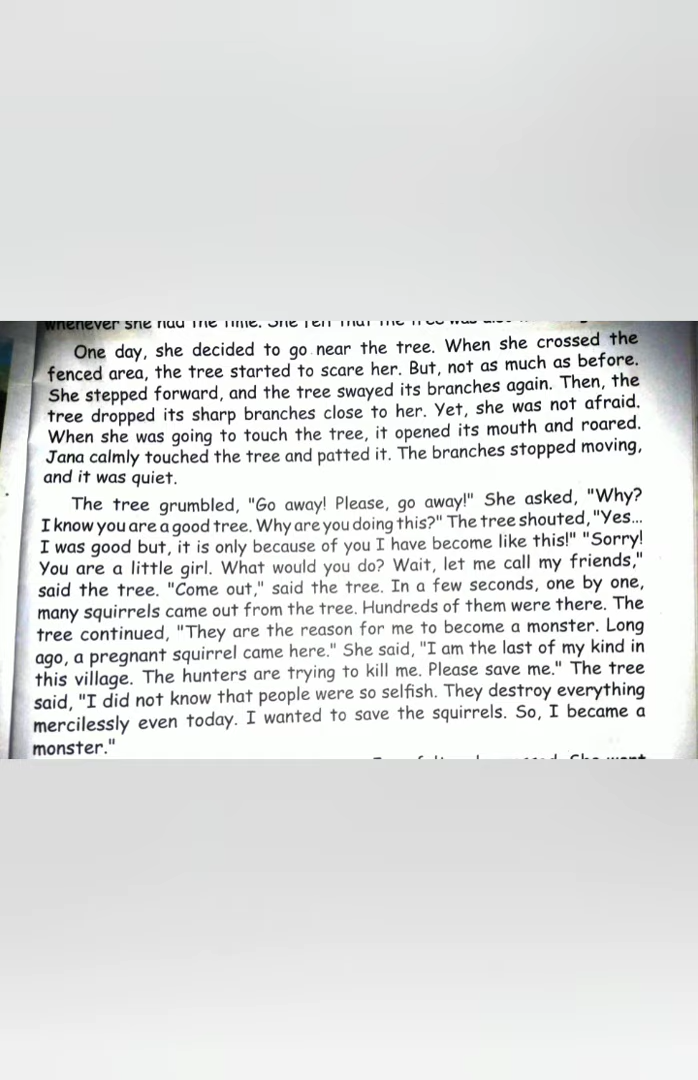 whenever she had the time. She felt that the tree was
One day, she decided to go near the tree. When she crossed the
fenced area, the tree started to scare her. But, not as much as before.
She stepped forward, and the tree swayed its branches again. Then, the
tree dropped its sharp branches close to her. Yet, she was not afraid.
When she was going to touch the tree, it opened its mouth and roared.
Jana calmly touched the tree and patted it. The branches stopped moving,
and it was quiet.
The tree grumbled, "Go away! Please, go away!" She asked, "Why?
I know you are a good tree. Why are you doing this?" The tree shouted, "Yes...
I was good but, it is only because of you I have become like this!" "Sorry!
You are a little girl. What would you do? Wait, let me call my friends,"
said the tree. "Come out," said the tree. In a few seconds, one by one,
many squirrels came out from the tree. Hundreds of them were there. The
tree continued, "They are the reason for me to become a monster. Long
ago, a pregnant squirrel came here." She said, "I am the last of my kind in
this village. The hunters are trying to kill me. Please save me." The tree
said, "I did not know that people were so selfish. They destroy everything
mercilessly even today. I wanted to save the squirrels. So, I became a
monster."